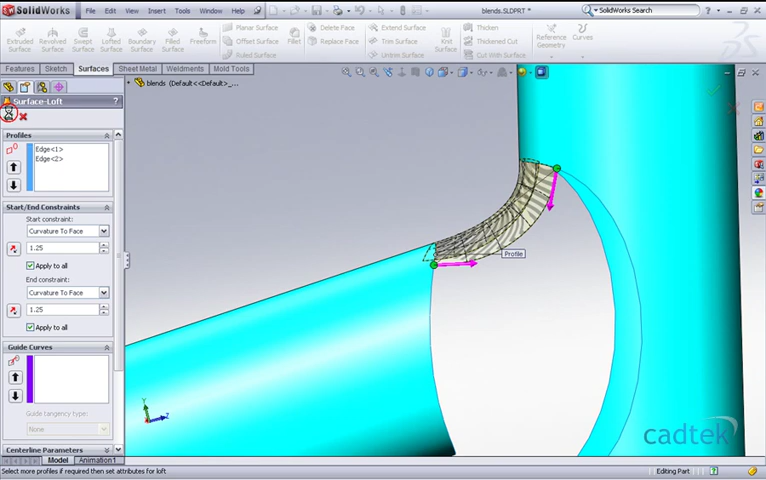 SolidWorks File Edit View Insert Tools Window Help blends.SLDPRT * SolidWorks Search
Extruded Surface Revolved Surface Swept Surface Lofted Surface Boundary Surface Filled Surface Freeform Planar Surface Offset Surface Ruled Surface Fillet Delete Face Replace Face Knit Surface Extend Surface Trim Surface Untrim Surface Thicken Thickened Cut Cut With Surface Reference Geometry Curves
Features Sketch Surfaces Sheet Metal Weldments Mold Tools
blends (Default<<Default>_...
Surface-Loft ?
Profiles
Edge<1>
Edge<2>
Start/End Constraints
Start constraint:
Curvature To Face
1.25
Apply to all
End constraint:
Curvature To Face
1.25
Apply to all
Guide Curves
Guide tangency type:
None
Centerline Parameters
Profile
Y
Z
cadtek
Model Animation1
Select more profiles if required then set attributes for loft Editing Part ?